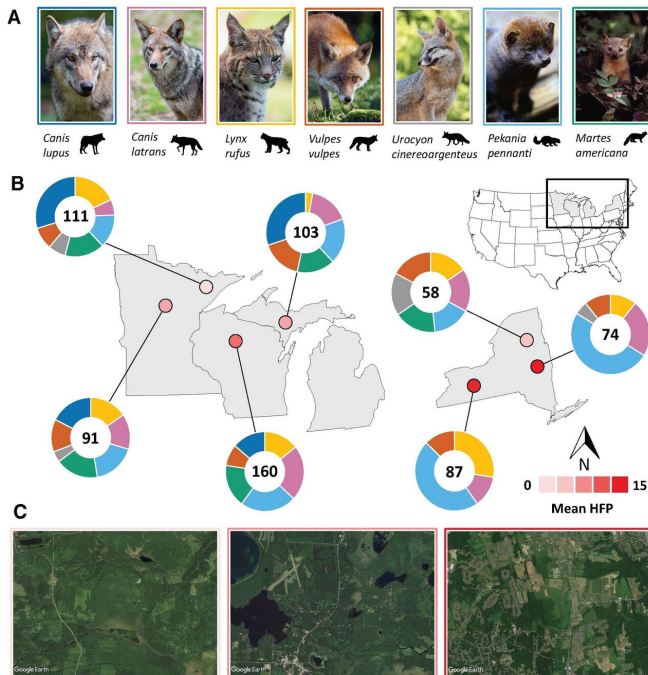 A
Canis
lupus
Canis
latrans
Lynx
rufus
Vulpes
vulpes
Urocyon
cinereoargenteus
Pekania
pennanti
Martes
americana
B
111
103
58
74
91
160
87
N
0
15
Mean HFP
C
Google Earth
Google Earth
Google Earth